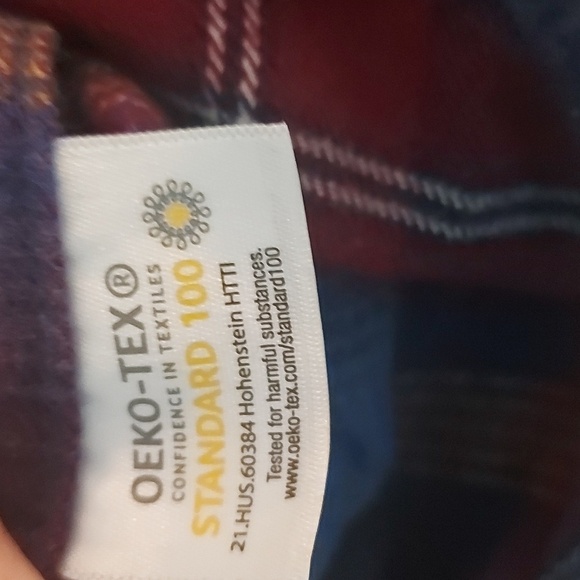 OEKO-TEX®
CONFIDENCE IN TEXTILES
STANDARD 100
21.HUS.60384 Hohenstein HTTI
Tested for harmful substances.
www.oeko-tex.com/standard100